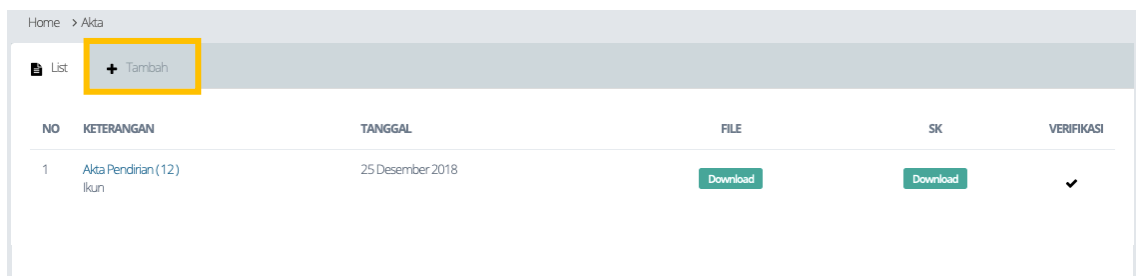 Home > Akta
List + Tambah
NO KETERANGAN TANGGAL FILE SK VERIFIKASI
1 Akta Pendirian ( 12 ) 25 Desember 2018 Download Download
Ikun